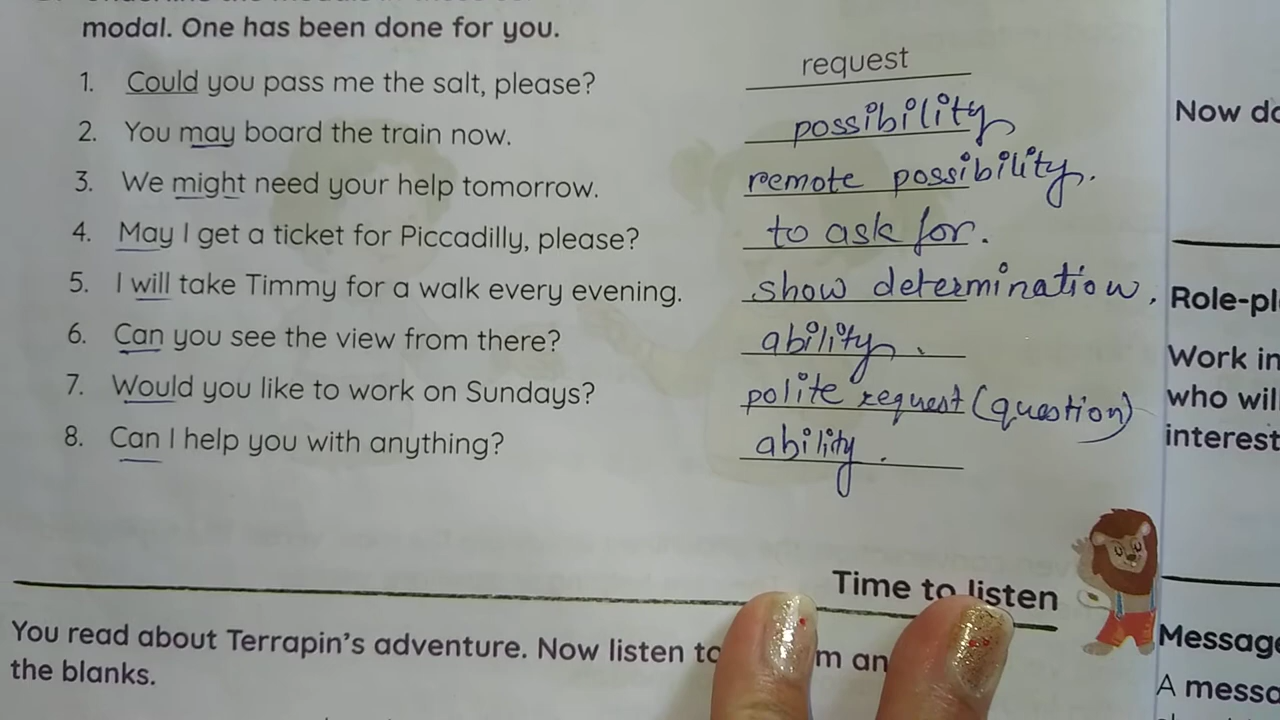 modal. One has been done for you.
1. Could you pass me the salt, please? request
2. You may board the train now. possibility
3. We might need your help tomorrow. remote possibility.
4. May I get a ticket for Piccadilly, please? to ask for.
5. I will take Timmy for a walk every evening. show determination.
6. Can you see the view from there? ability.
7. Would you like to work on Sundays? polite request (question)
8. Can I help you with anything? ability.
Time to listen
You read about Terrapin's adventure. Now listen to m an
the blanks.
Now do
Role-pl
Work in
who wil
interest
Message
A messa